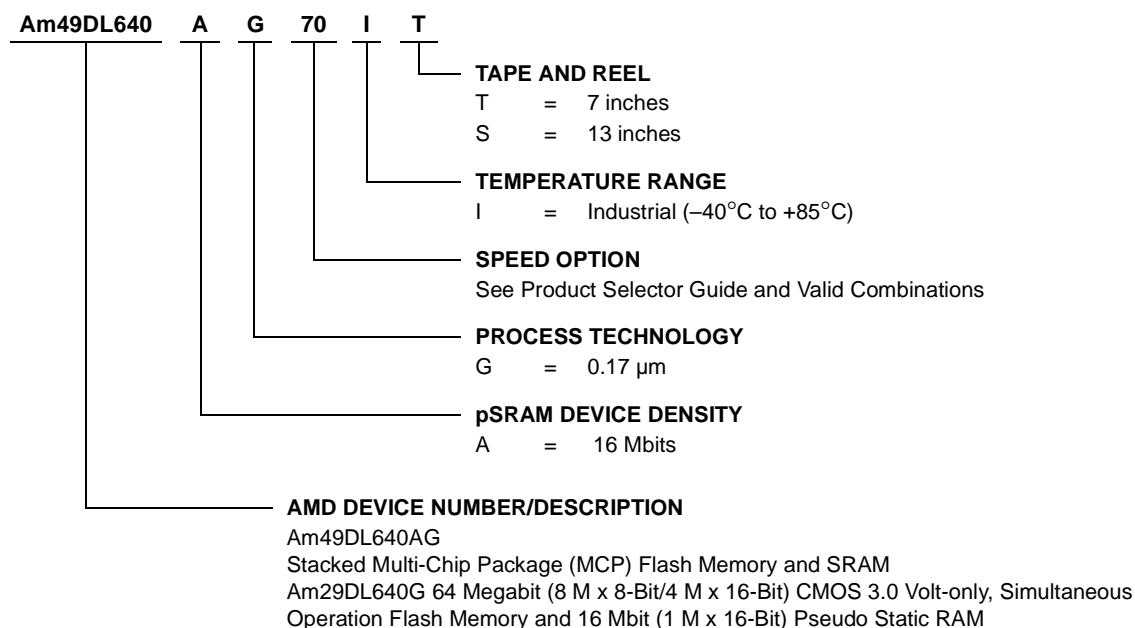 Am49DL640 A G 70 I T
TAPE AND REEL
T = 7 inches
S = 13 inches
TEMPERATURE RANGE
I = Industrial (–40°C to +85°C)
SPEED OPTION
See Product Selector Guide and Valid Combinations
PROCESS TECHNOLOGY
G = 0.17 µm
pSRAM DEVICE DENSITY
A = 16 Mbits
AMD DEVICE NUMBER/DESCRIPTION
Am49DL640AG
Stacked Multi-Chip Package (MCP) Flash Memory and SRAM
Am29DL640G 64 Megabit (8 M x 8-Bit/4 M x 16-Bit) CMOS 3.0 Volt-only, Simultaneous
Operation Flash Memory and 16 Mbit (1 M x 16-Bit) Pseudo Static RAM